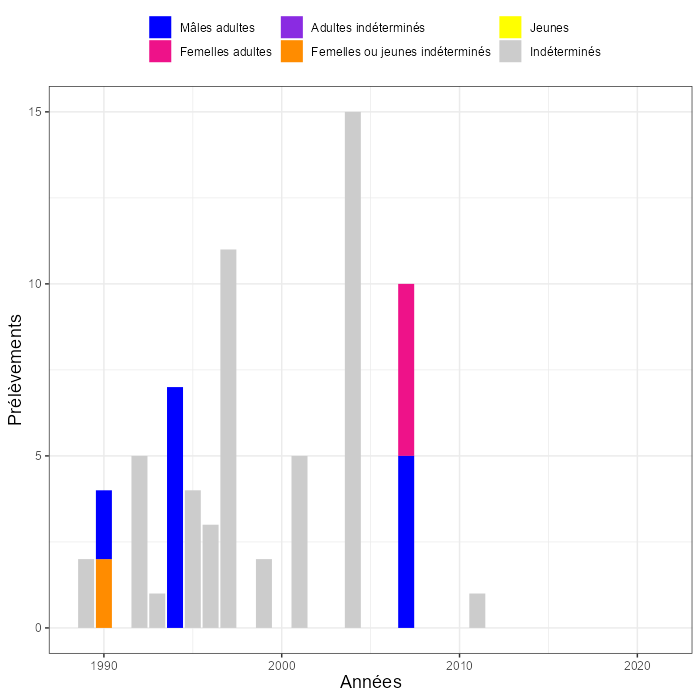 Mâles adultes Adultes indéterminés Jeunes
Femelles adultes Femelles ou jeunes indéterminés Indéterminés
15
10
5
0
Prélèvements
1990 2000 2010 2020
Années